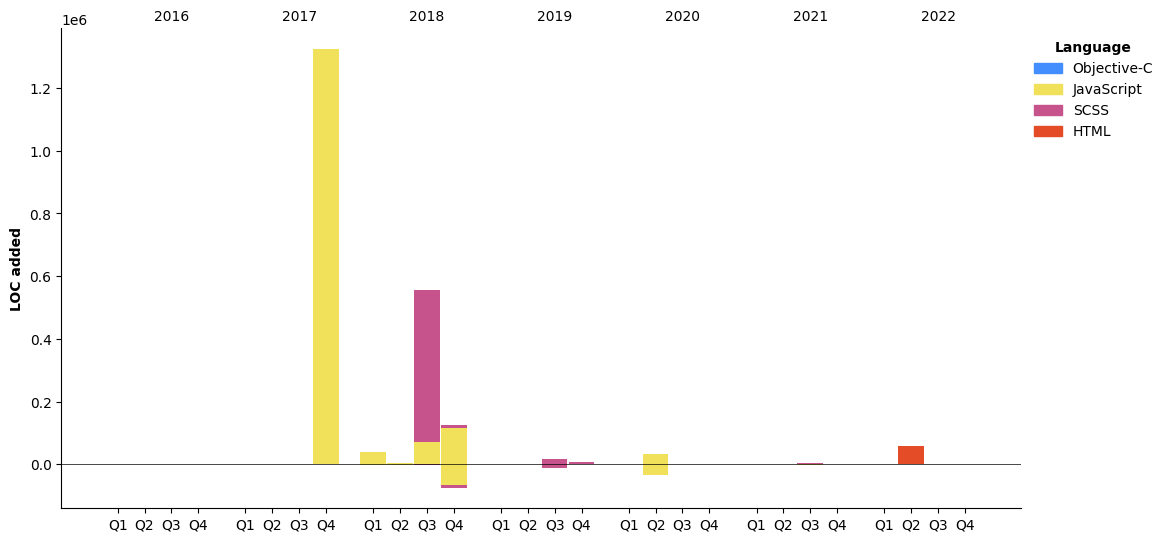 1e6
2016 2017 2018 2019 2020 2021 2022
Language
Objective-C
JavaScript
SCSS
HTML
LOC added
1.2
1.0
0.8
0.6
0.4
0.2
0.0
Q1 Q2 Q3 Q4 Q1 Q2 Q3 Q4 Q1 Q2 Q3 Q4 Q1 Q2 Q3 Q4 Q1 Q2 Q3 Q4 Q1 Q2 Q3 Q4 Q1 Q2 Q3 Q4